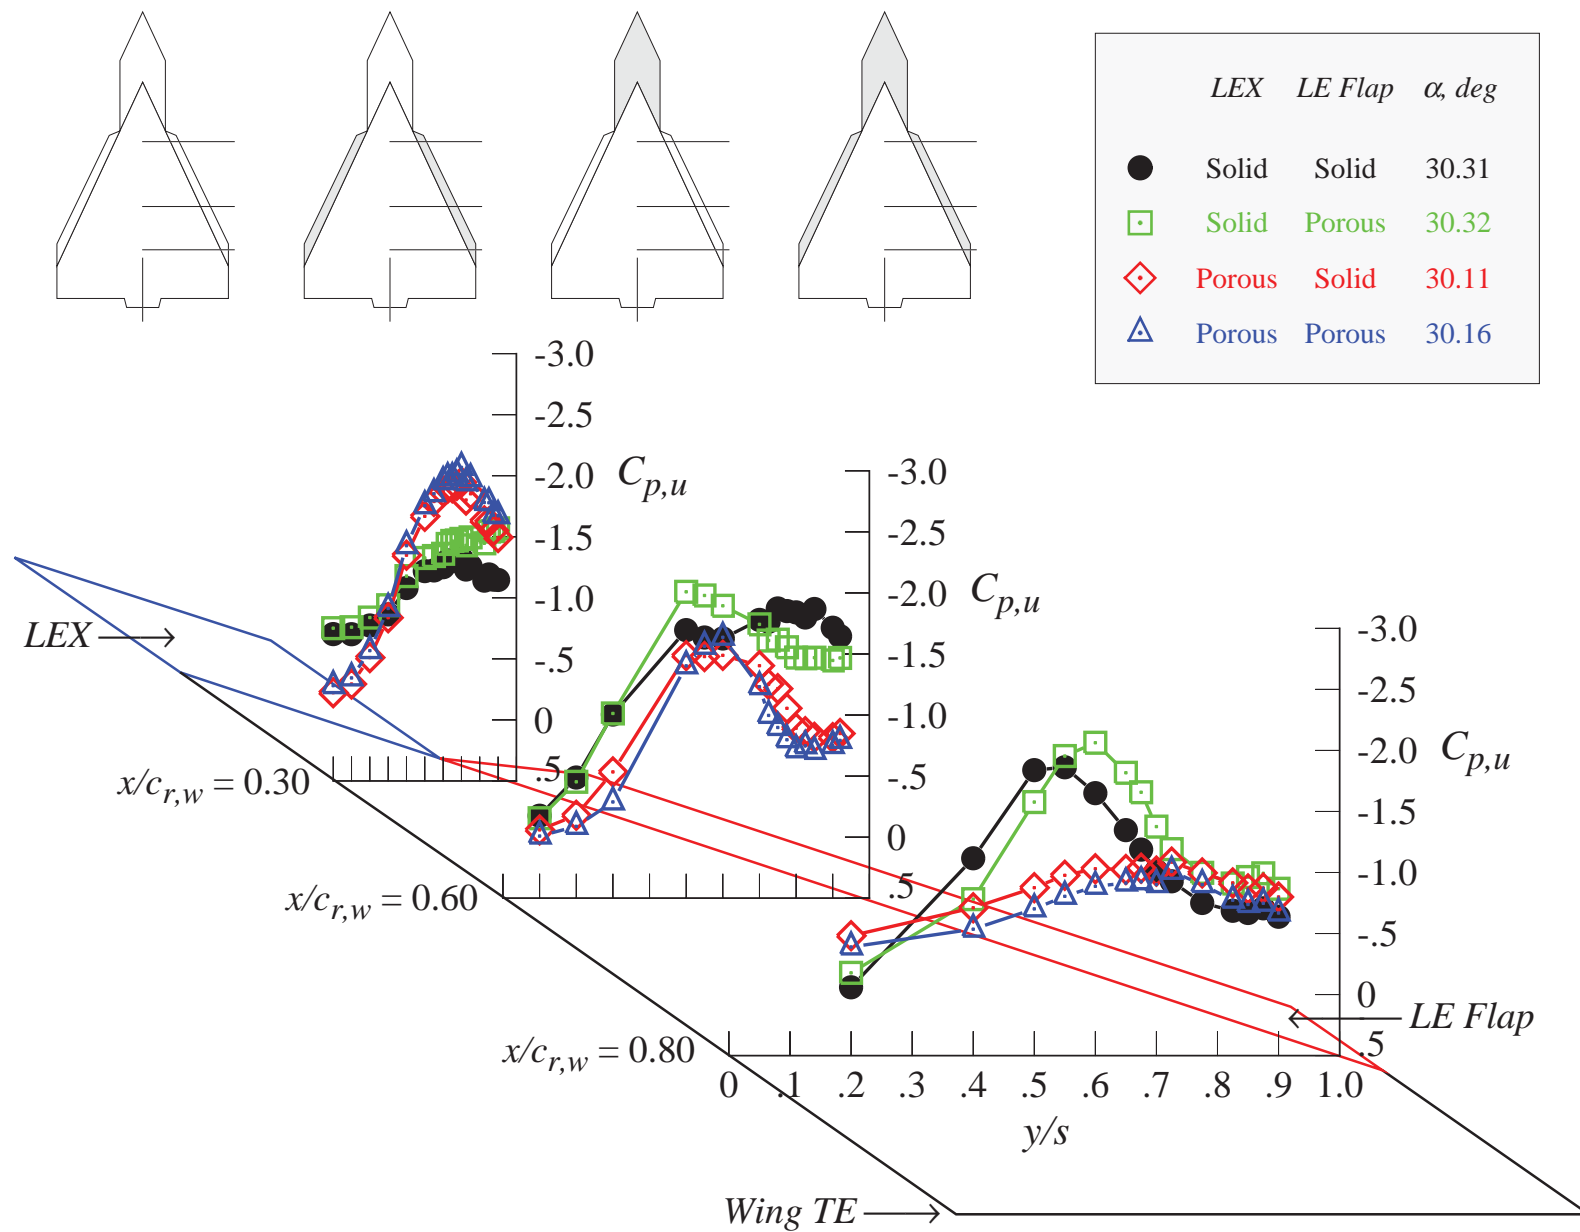 LEX LE Flap α, deg
Solid Solid 30.31
Solid Porous 30.32
Porous Solid 30.11
Porous Porous 30.16
-3.0
-2.5
-2.0
-1.5
-1.0
-.5
0
.5
Cp,u
x/cr,w = 0.30
LEX
-3.0
-2.5
-2.0
-1.5
-1.0
-.5
0
.5
Cp,u
x/cr,w = 0.60
-3.0
-2.5
-2.0
-1.5
-1.0
-.5
0
.5
Cp,u
LE Flap
x/cr,w = 0.80
0 .1 .2 .3 .4 .5 .6 .7 .8 .9 1.0
y/s
Wing TE